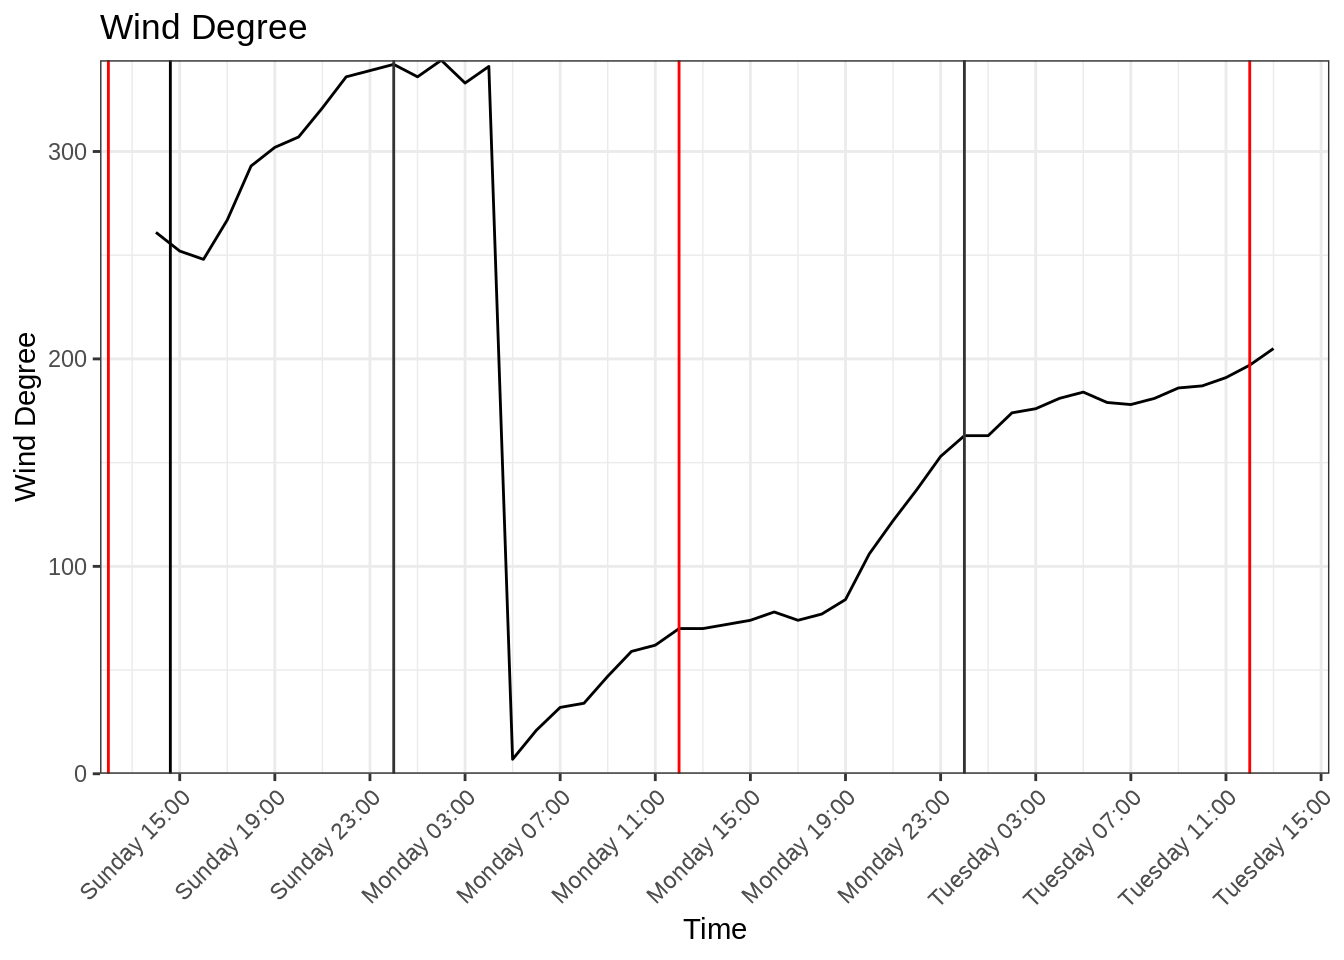 Wind Degree
Wind Degree
300
200
100
0
Sunday 15:00
Sunday 19:00
Sunday 23:00
Monday 03:00
Monday 07:00
Monday 11:00
Monday 15:00
Monday 19:00
Monday 23:00
Tuesday 03:00
Tuesday 07:00
Tuesday 11:00
Tuesday 15:00
Time